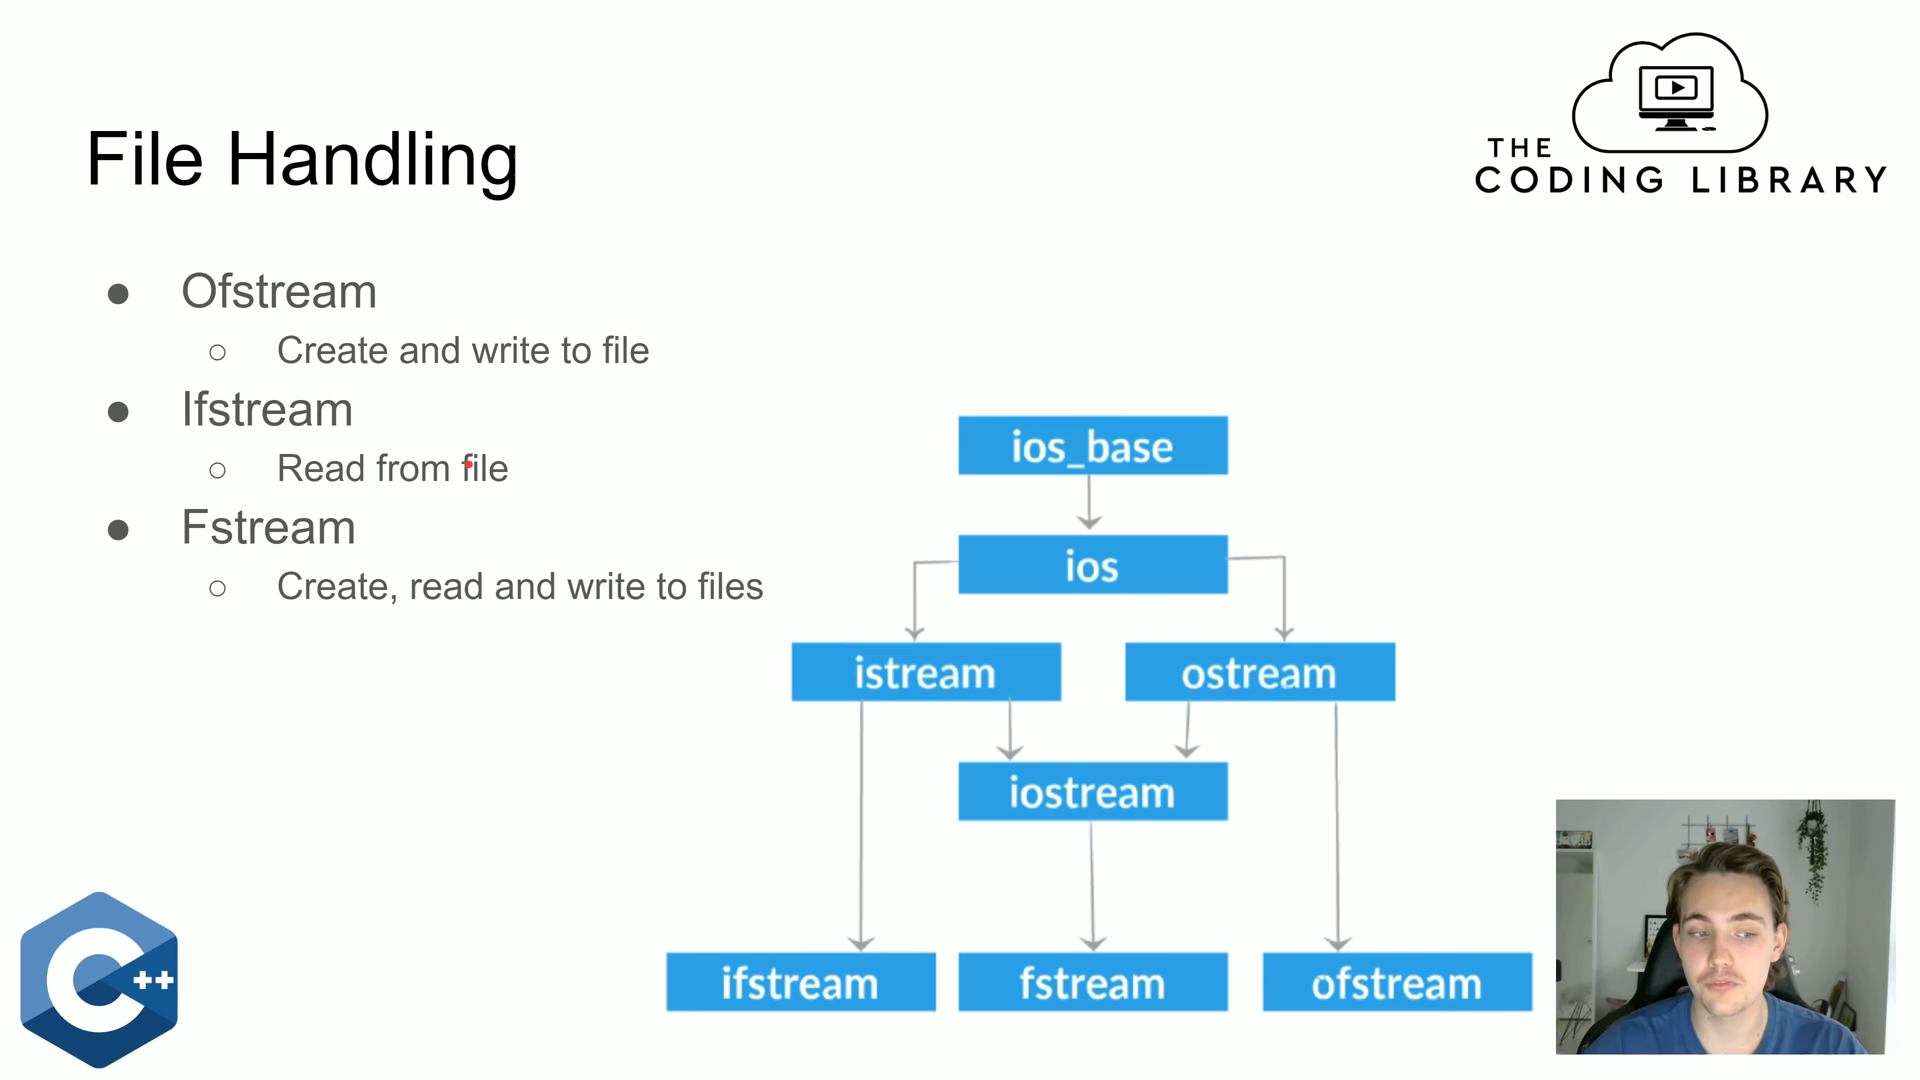 THE
CODING LIBRARY
File Handling
● Ofstream
○ Create and write to file
● Ifstream
○ Read from file
● Fstream
○ Create, read and write to files
ios_base
ios
istream
ostream
iostream
ifstream
fstream
ofstream
C++